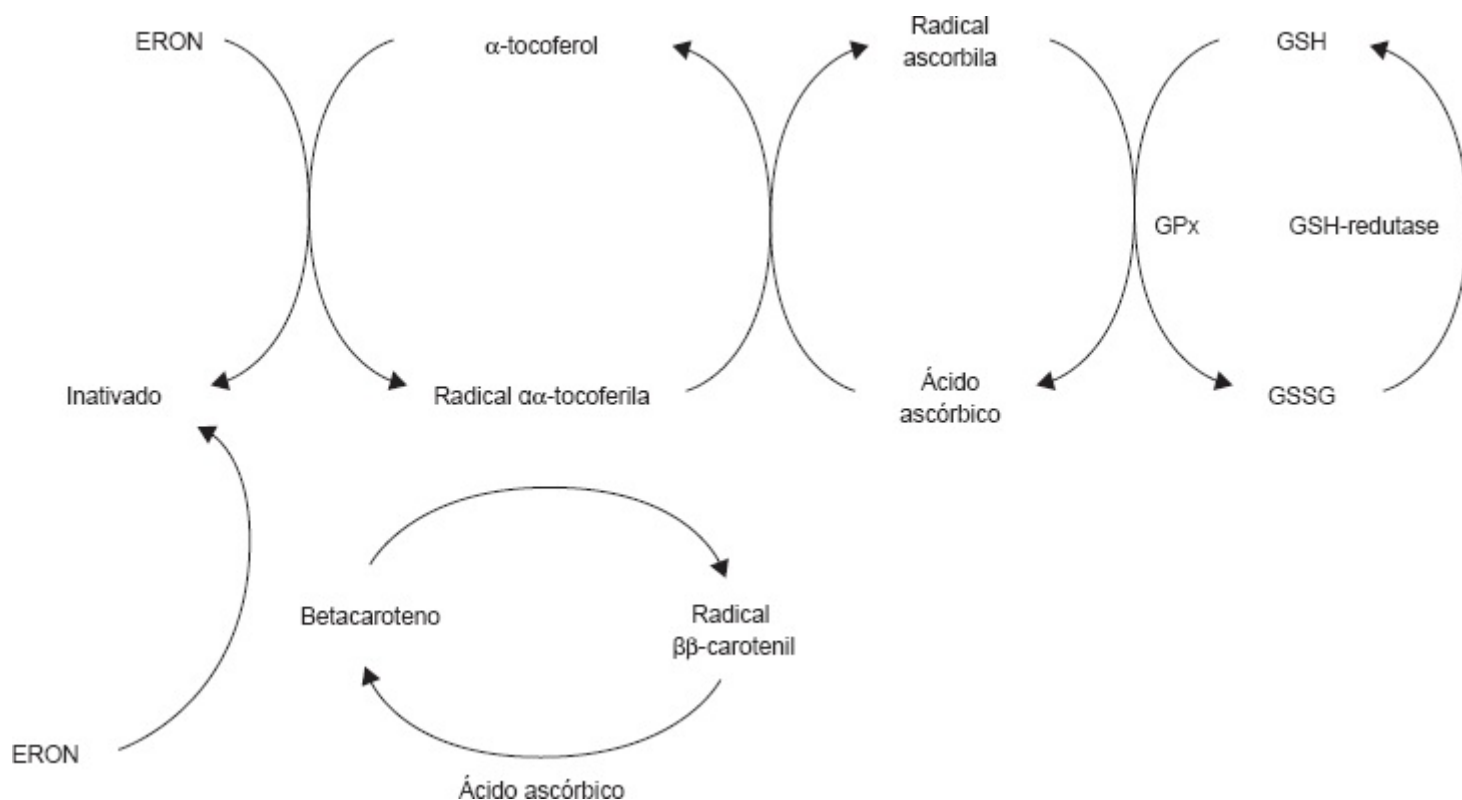 ERON
α-tocoferol
Radical
ascorbila
GSH
GPx
GSH-redutase
Inativado
Radical αα-tocoferila
Ácido
ascórbico
GSSG
Betacaroteno
Radical
ββ-carotenil
ERON
Ácido ascórbico